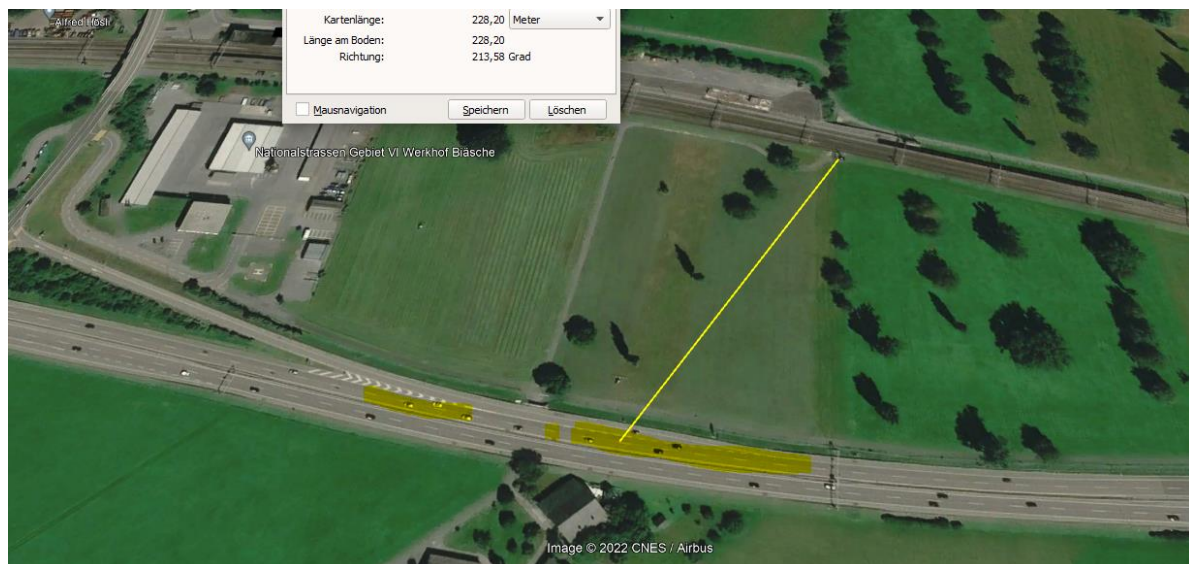 Alfred Hösli
Kartenlänge: 228,20 Meter
Länge am Boden: 228,20
Richtung: 213,58 Grad
Mausnavigation Speichern Löschen
Nationalstrassen Gebiet VI Werkhof Biäsche
Image © 2022 CNES / Airbus